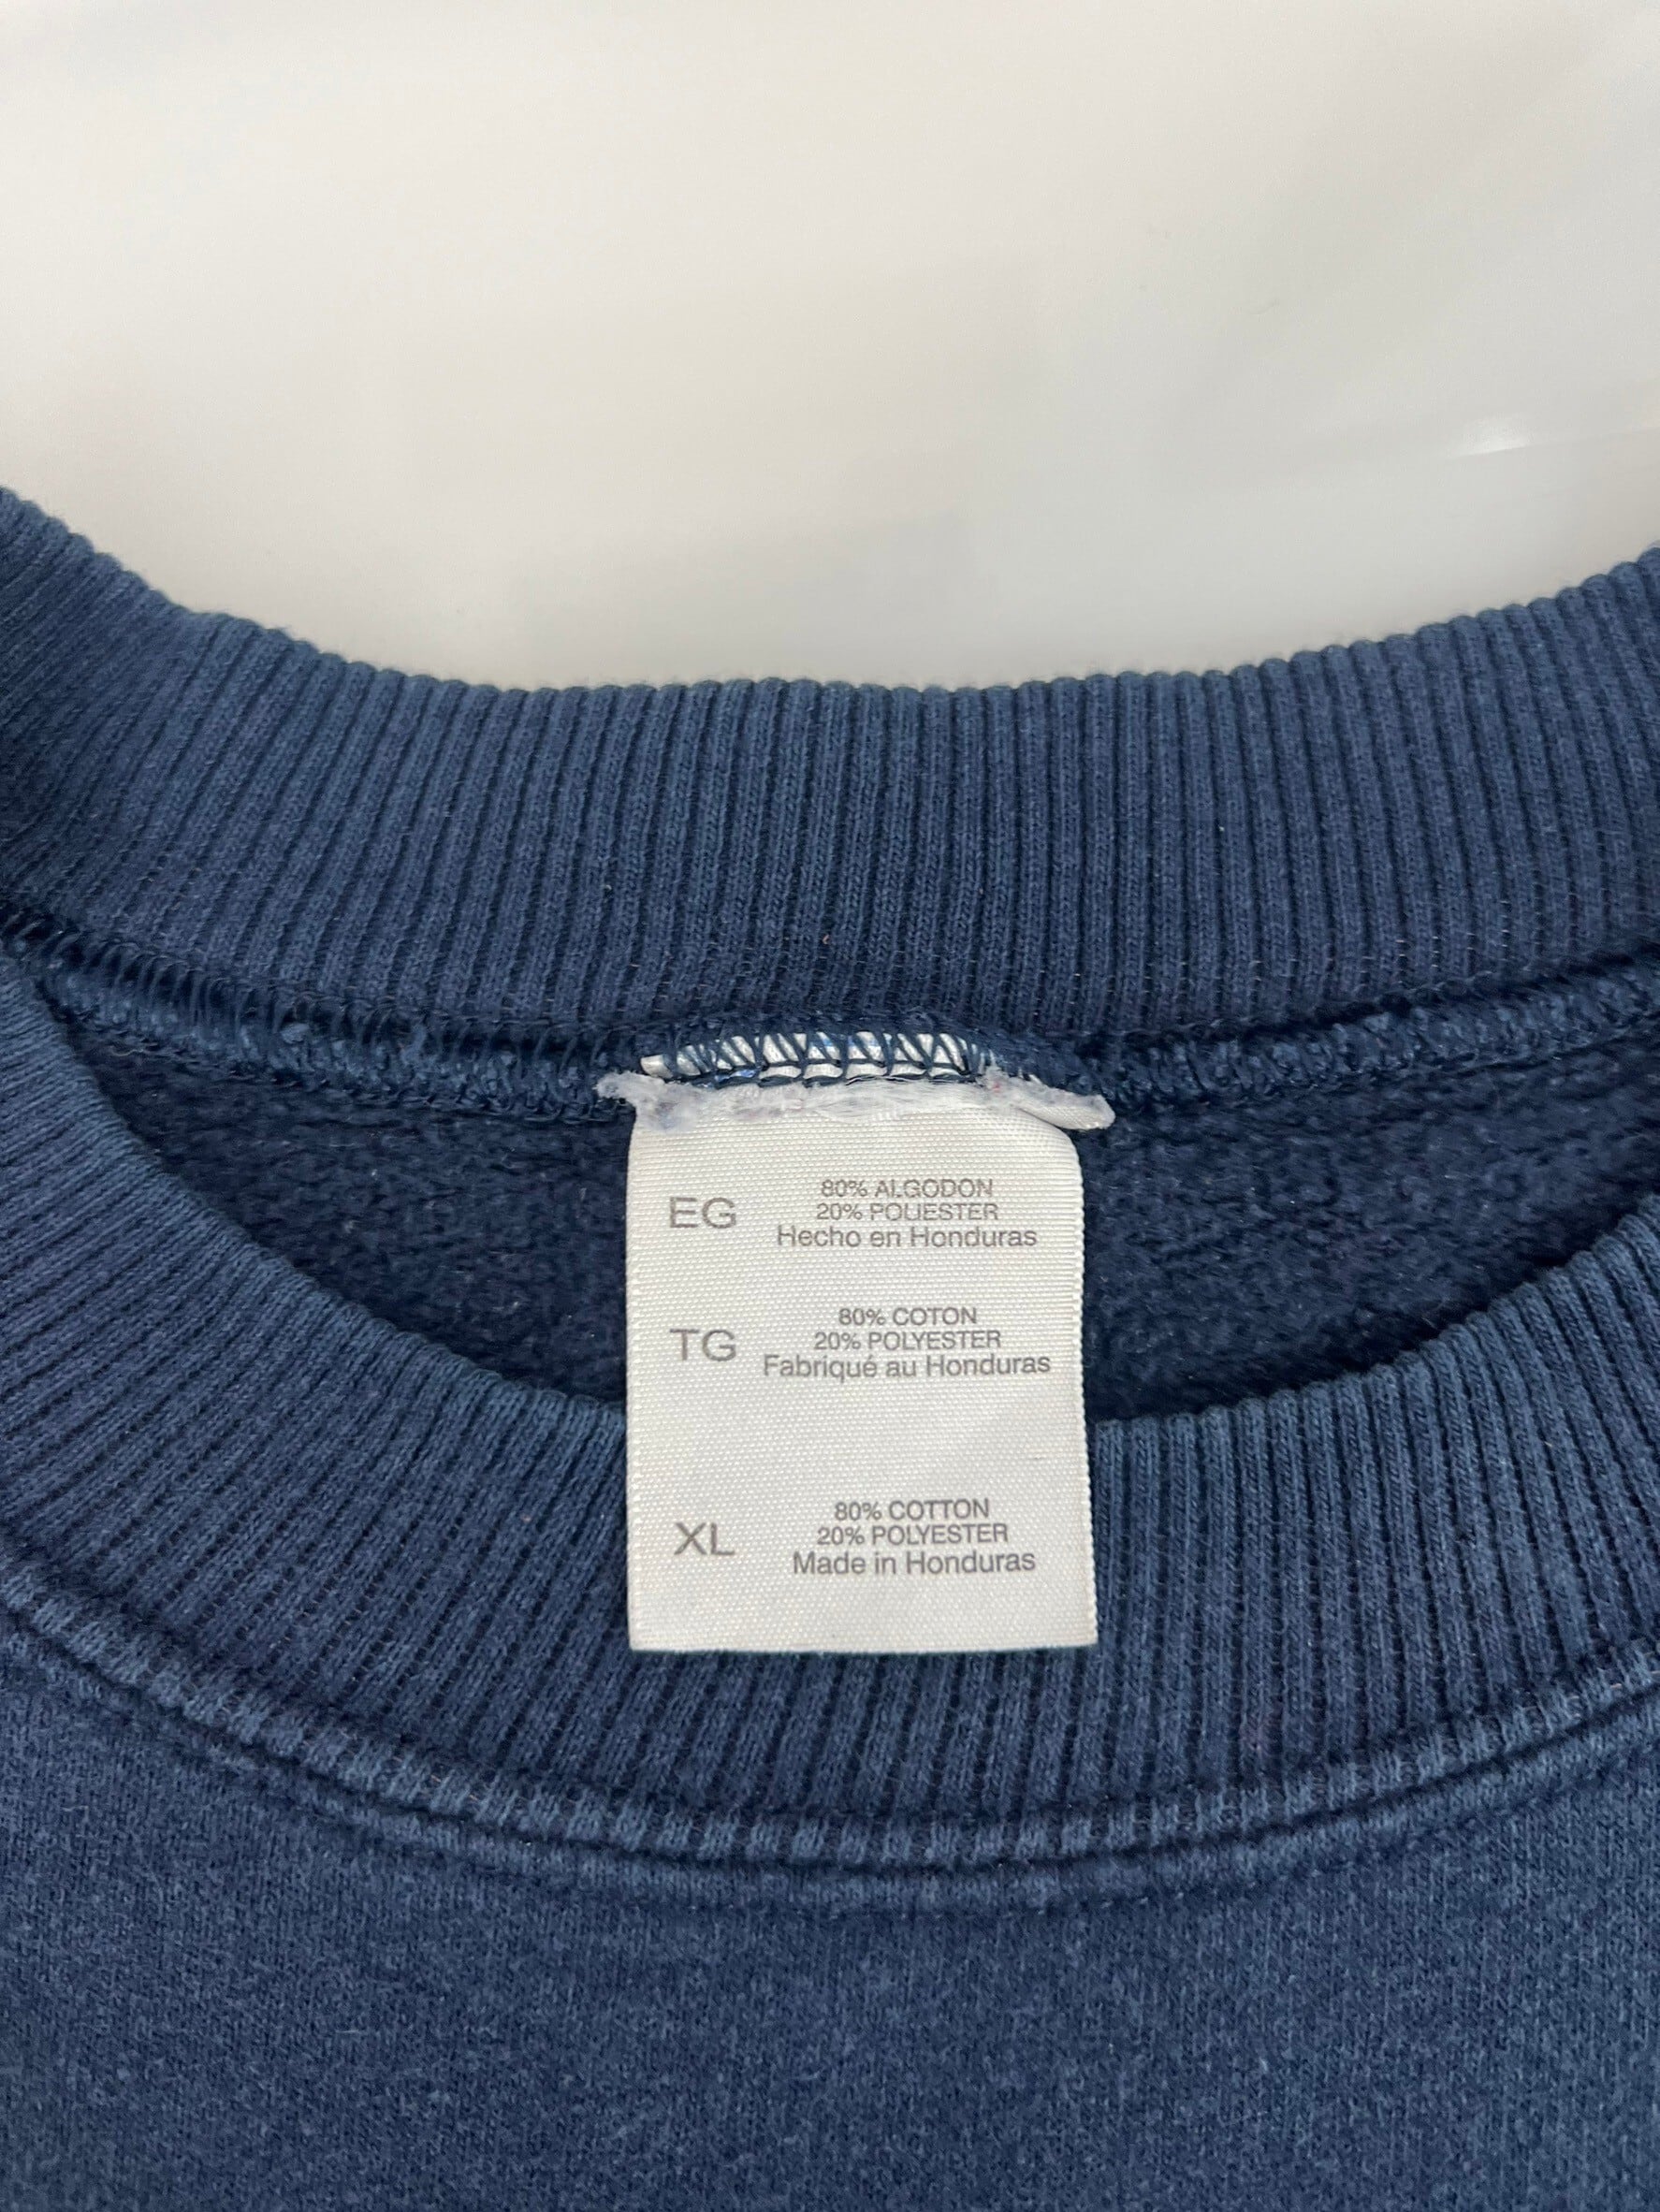 EG
80% ALGODON
20% POLIESTER
Hecho en Honduras
TG
80% COTON
20% POLYESTER
Fabriqué au Honduras
XL
80% COTTON
20% POLYESTER
Made in Honduras